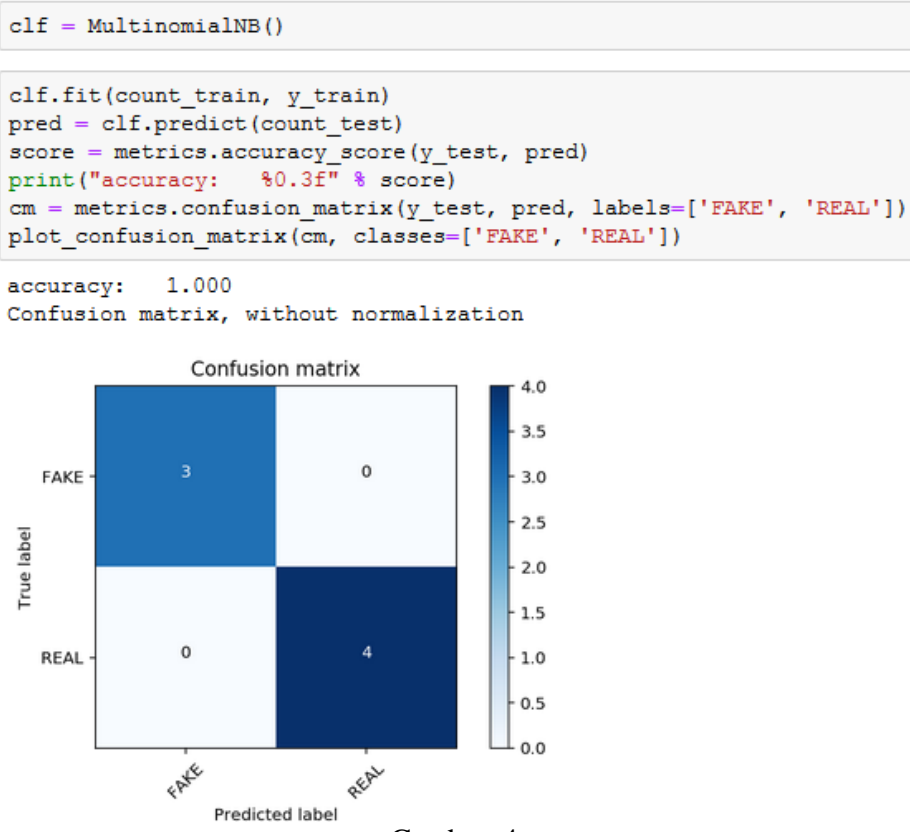 clf = MultinomialNB()
clf.fit(count_train, y_train)
pred = clf.predict(count_test)
score = metrics.accuracy_score(y_test, pred)
print("accuracy:   %0.3f" % score)
cm = metrics.confusion_matrix(y_test, pred, labels=['FAKE', 'REAL'])
plot_confusion_matrix(cm, classes=['FAKE', 'REAL'])
accuracy:   1.000
Confusion matrix, without normalization
Confusion matrix
True label
FAKE
3
0
REAL
0
4
FAKE
REAL
Predicted label
4.0
3.5
3.0
2.5
2.0
1.5
1.0
0.5
0.0